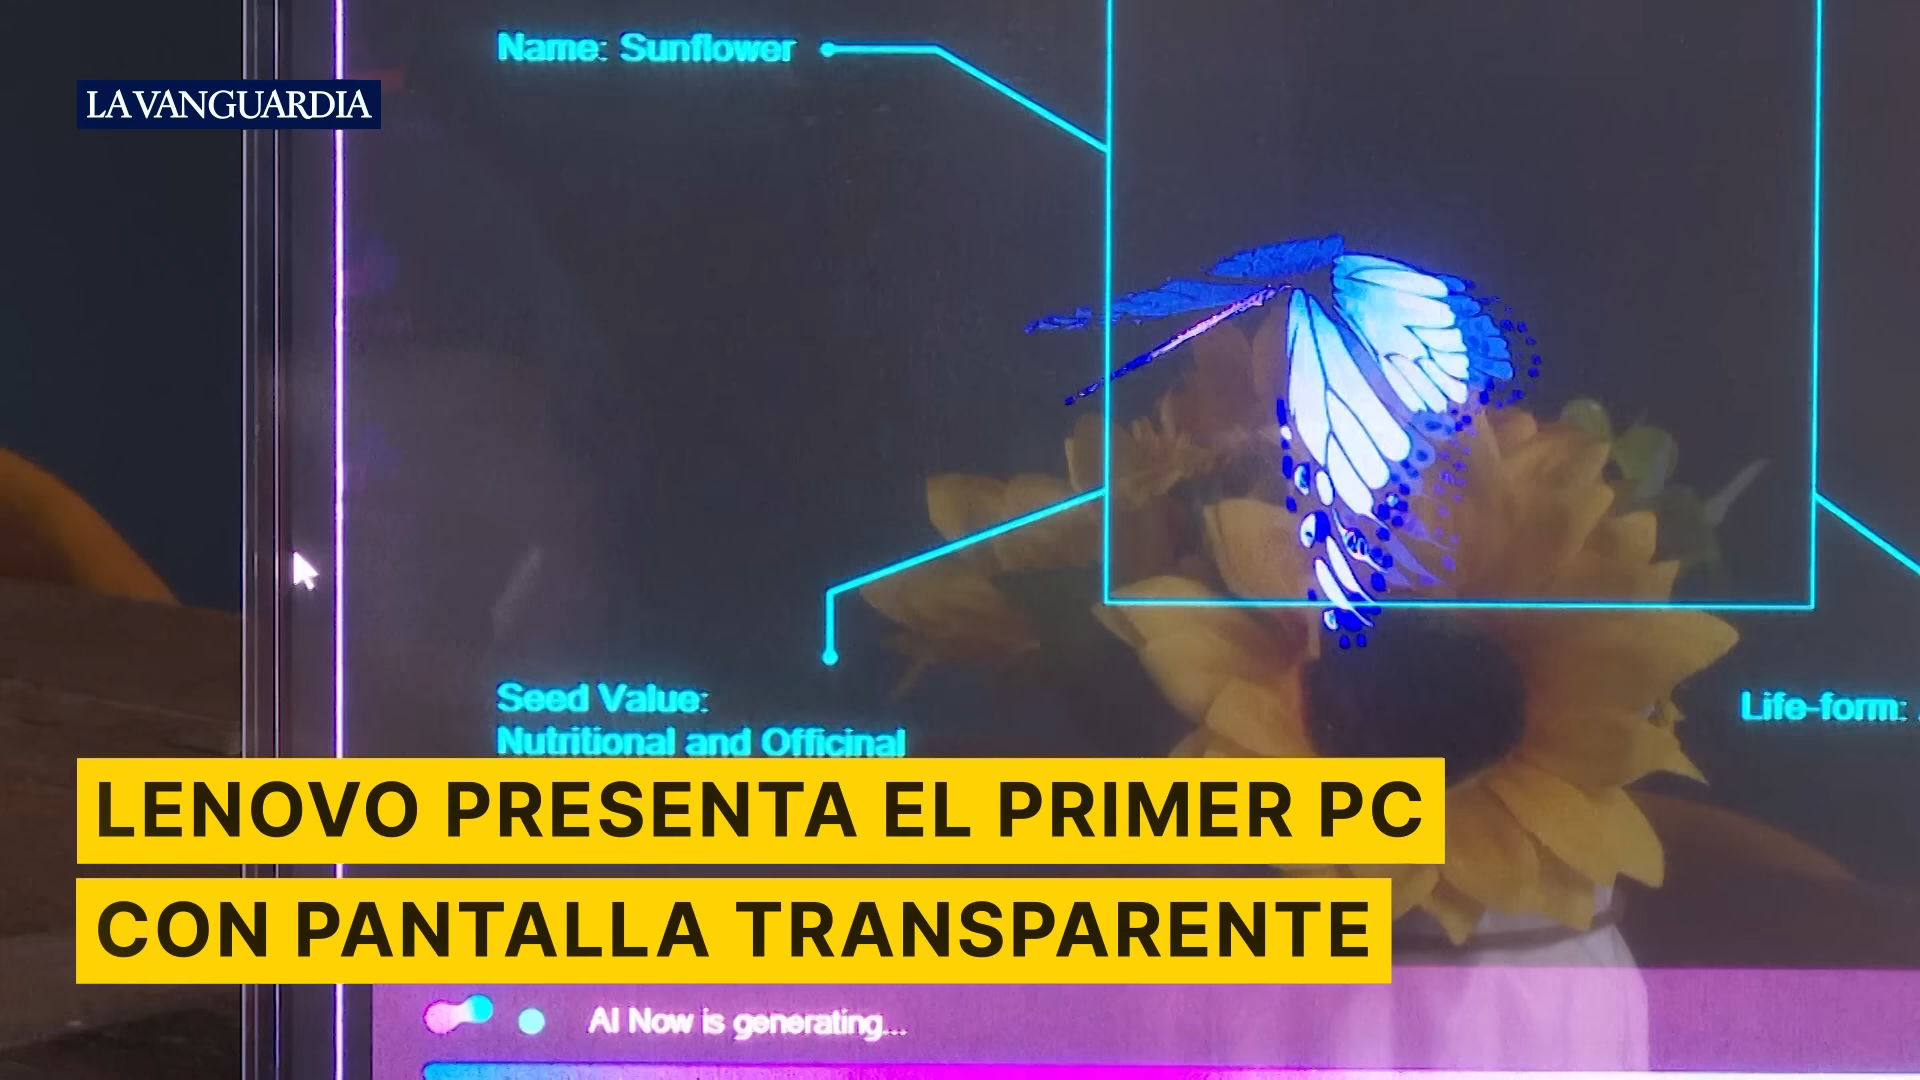 Name: Sunflower
LA VANGUARDIA
Seed Value:
Nutritional and Officinal
Life-form:
LENOVO PRESENTA EL PRIMER PC
CON PANTALLA TRANSPARENTE
AI Now is generating...